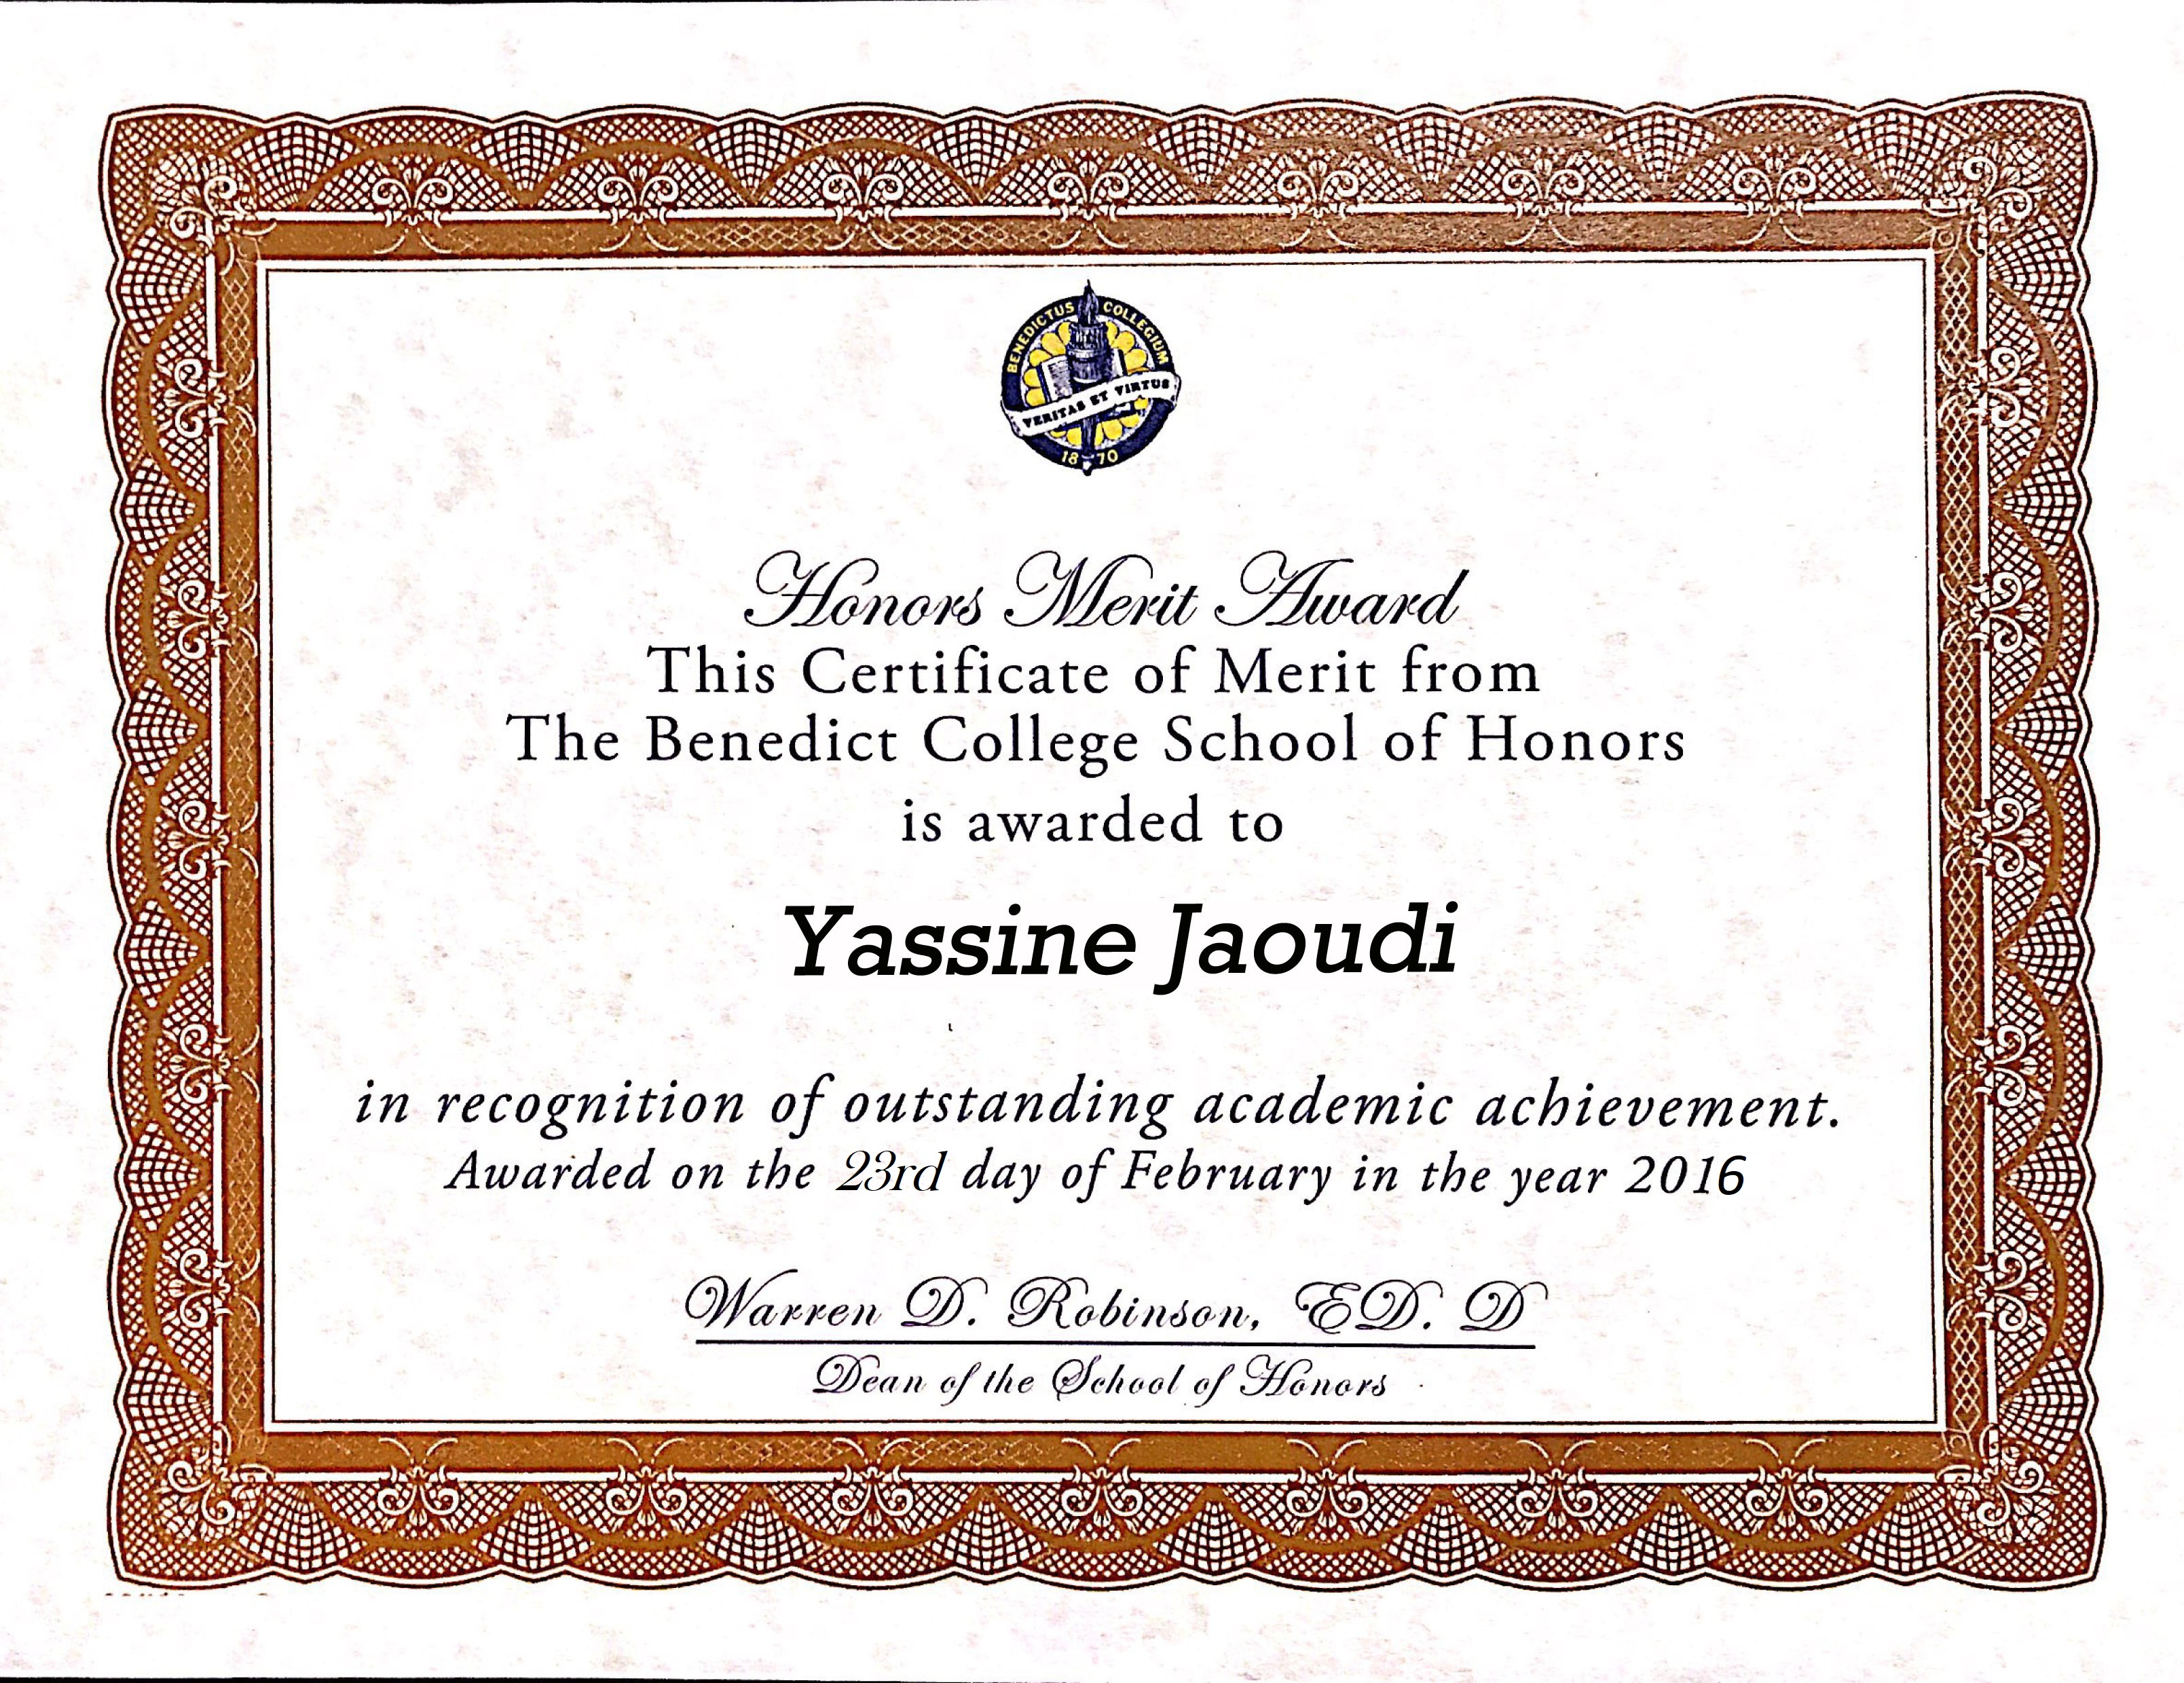 BENEDICTUS COLLEGIUM
VERITAS ET VIRTUS
18 70
Honors Merit Award
This Certificate of Merit from
The Benedict College School of Honors
is awarded to
Yassine Jaoudi
in recognition of outstanding academic achievement.
Awarded on the 23rd day of February in the year 2016
Warren D. Robinson, ED. D
Dean of the School of Honors